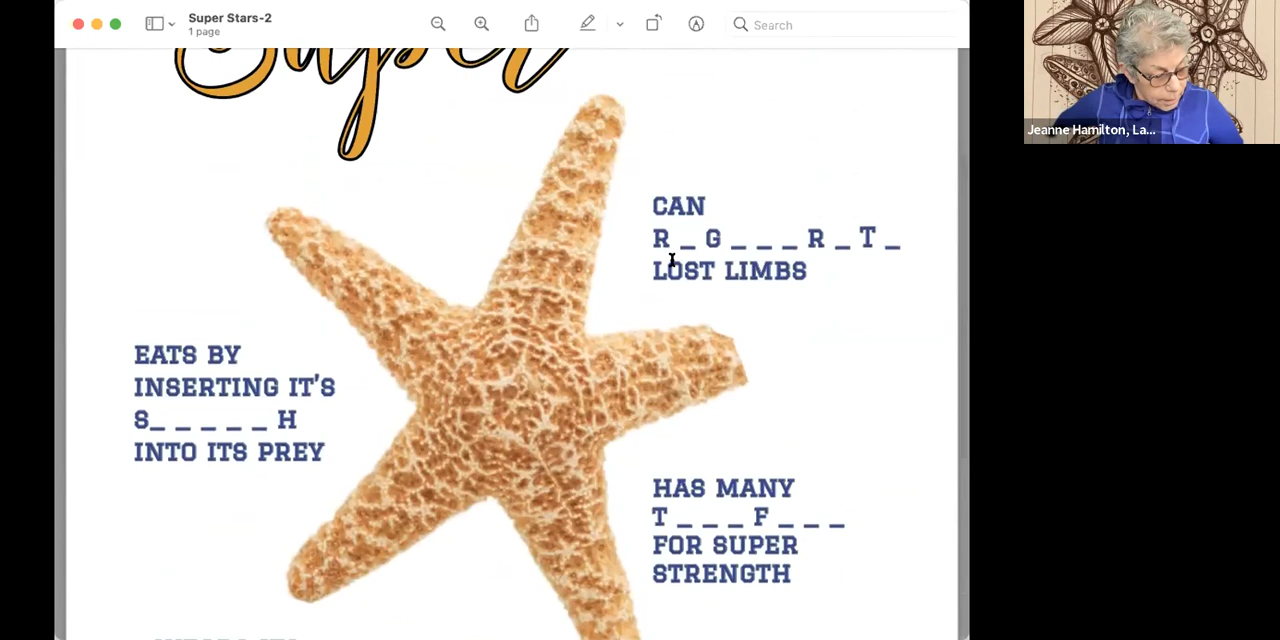 Super Stars-2
1 page
Search
Super
Jeanne Hamilton, La...
CAN
R _ G _ _ _ R _ T _
LOST LIMBS
EATS BY
INSERTING IT'S
S_ _ _ _ _ H
INTO ITS PREY
HAS MANY
T _ _ _ F _ _ _
FOR SUPER
STRENGTH